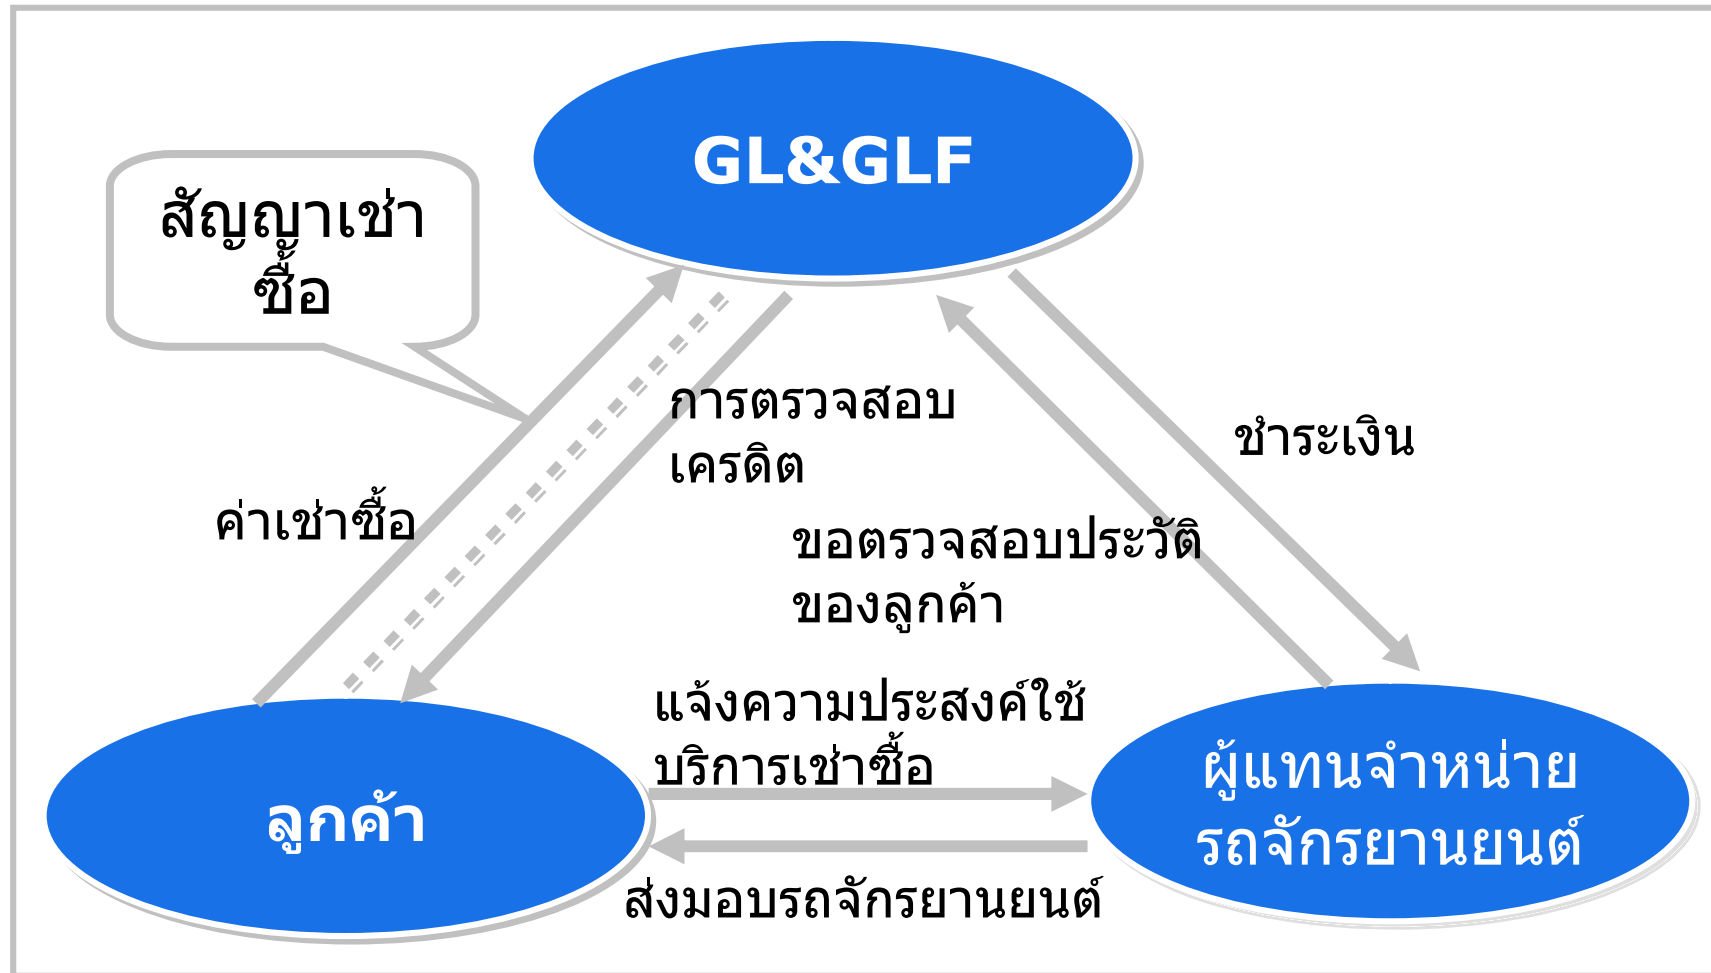 GL&GLF
สัญญาเช่า
ซื้อ
การตรวจสอบ
เครดิต
ชำระเงิน
ค่าเช่าซื้อ
ขอตรวจสอบประวัติ
ของลูกค้า
แจ้งความประสงค์ใช้
บริการเช่าซื้อ
ผู้แทนจำหน่าย
รถจักรยานยนต์
ลูกค้า
ส่งมอบรถจักรยานยนต์